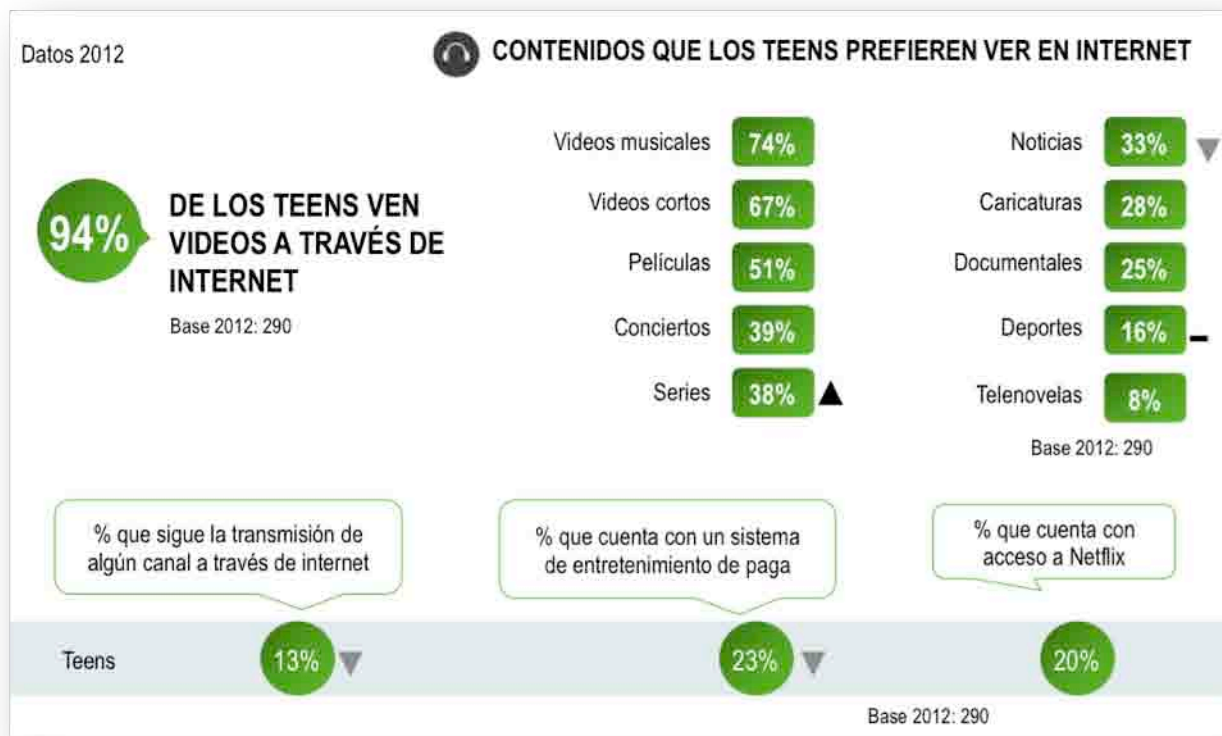 Datos 2012
CONTENIDOS QUE LOS TEENS PREFIEREN VER EN INTERNET
94%
DE LOS TEENS VEN
VIDEOS A TRAVÉS DE
INTERNET
Base 2012: 290
Videos musicales 74%
Videos cortos 67%
Películas 51%
Conciertos 39%
Series 38%
Noticias 33%
Caricaturas 28%
Documentales 25%
Deportes 16%
Telenovelas 8%
Base 2012: 290
% que sigue la transmisión de
algún canal a través de internet
% que cuenta con un sistema
de entretenimiento de paga
% que cuenta con
acceso a Netflix
Teens 13% 23% 20%
Base 2012: 290